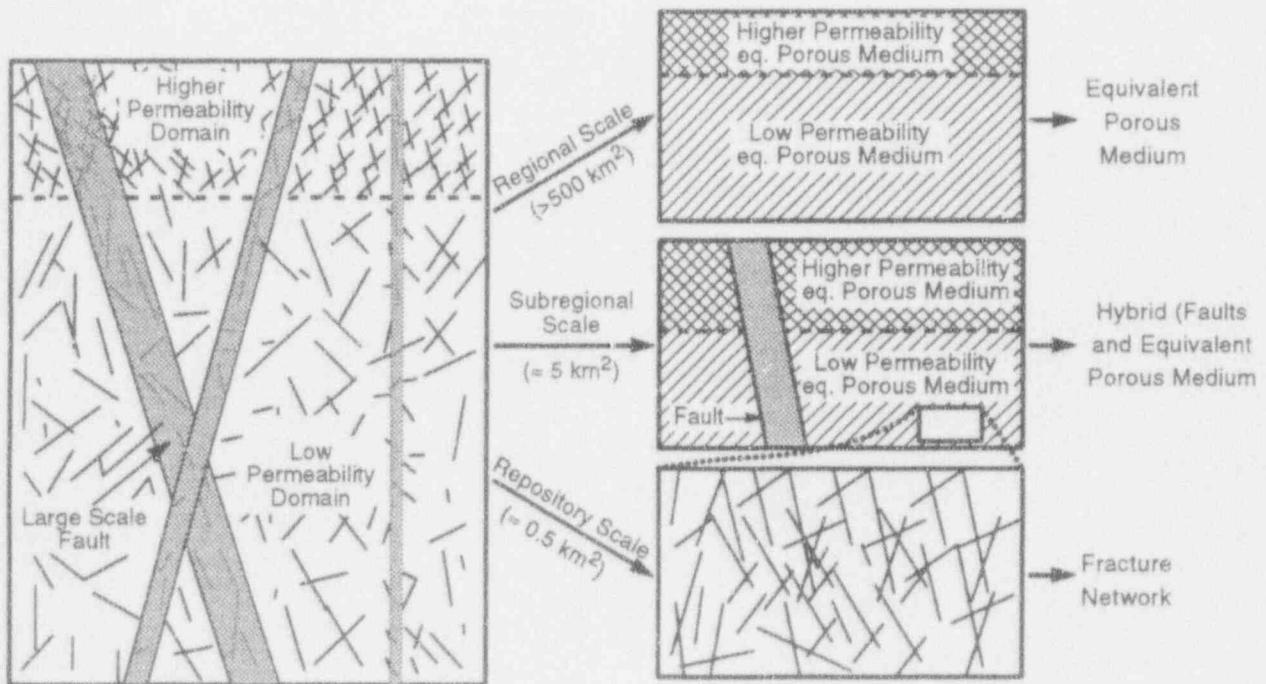 Higher
Permeability
Domain
Low
Permeability
Domain
Large Scale
Fault
Regional Scale
(>500 km²)
Subregional
Scale
(≈ 5 km²)
Repository Scale
(≈ 0.5 km²)
Higher Permeability
eq. Porous Medium
Low Permeability
eq. Porous Medium
Equivalent
Porous
Medium
Higher Permeability
eq. Porous Medium
Low Permeability
eq. Porous Medium
Fault
Hybrid (Faults
and Equivalent
Porous Medium
Fracture
Network